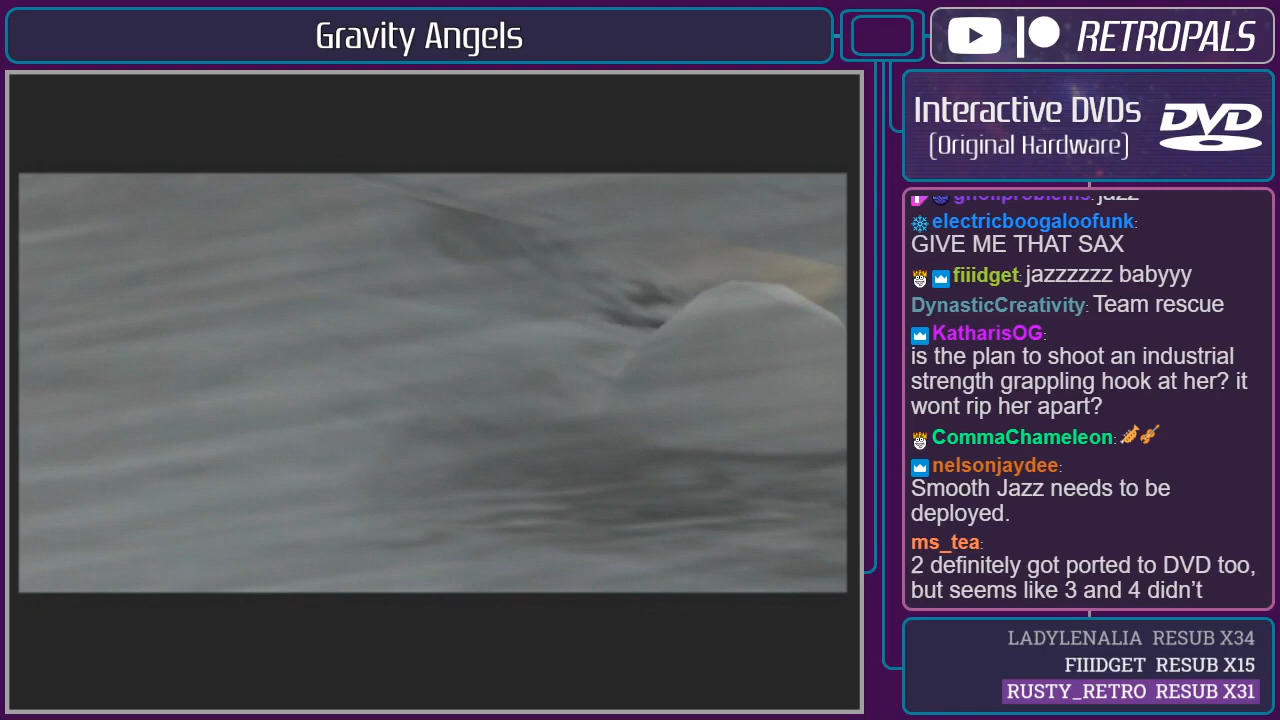 Gravity Angels
RETROPALS
Interactive DVDs
(Original Hardware)
DVD
gnollproblems: jazz
electricboogaloofunk:
GIVE ME THAT SAX
fiiidget: jazzzzzz babyyy
DynasticCreativity: Team rescue
KatharisOG:
is the plan to shoot an industrial
strength grappling hook at her? it
wont rip her apart?
CommaChameleon:
nelsonjaydee:
Smooth Jazz needs to be
deployed.
ms_tea:
2 definitely got ported to DVD too,
but seems like 3 and 4 didn't
LADYLENALIA RESUB X34
FIIIDGET RESUB X15
RUSTY_RETRO RESUB X31